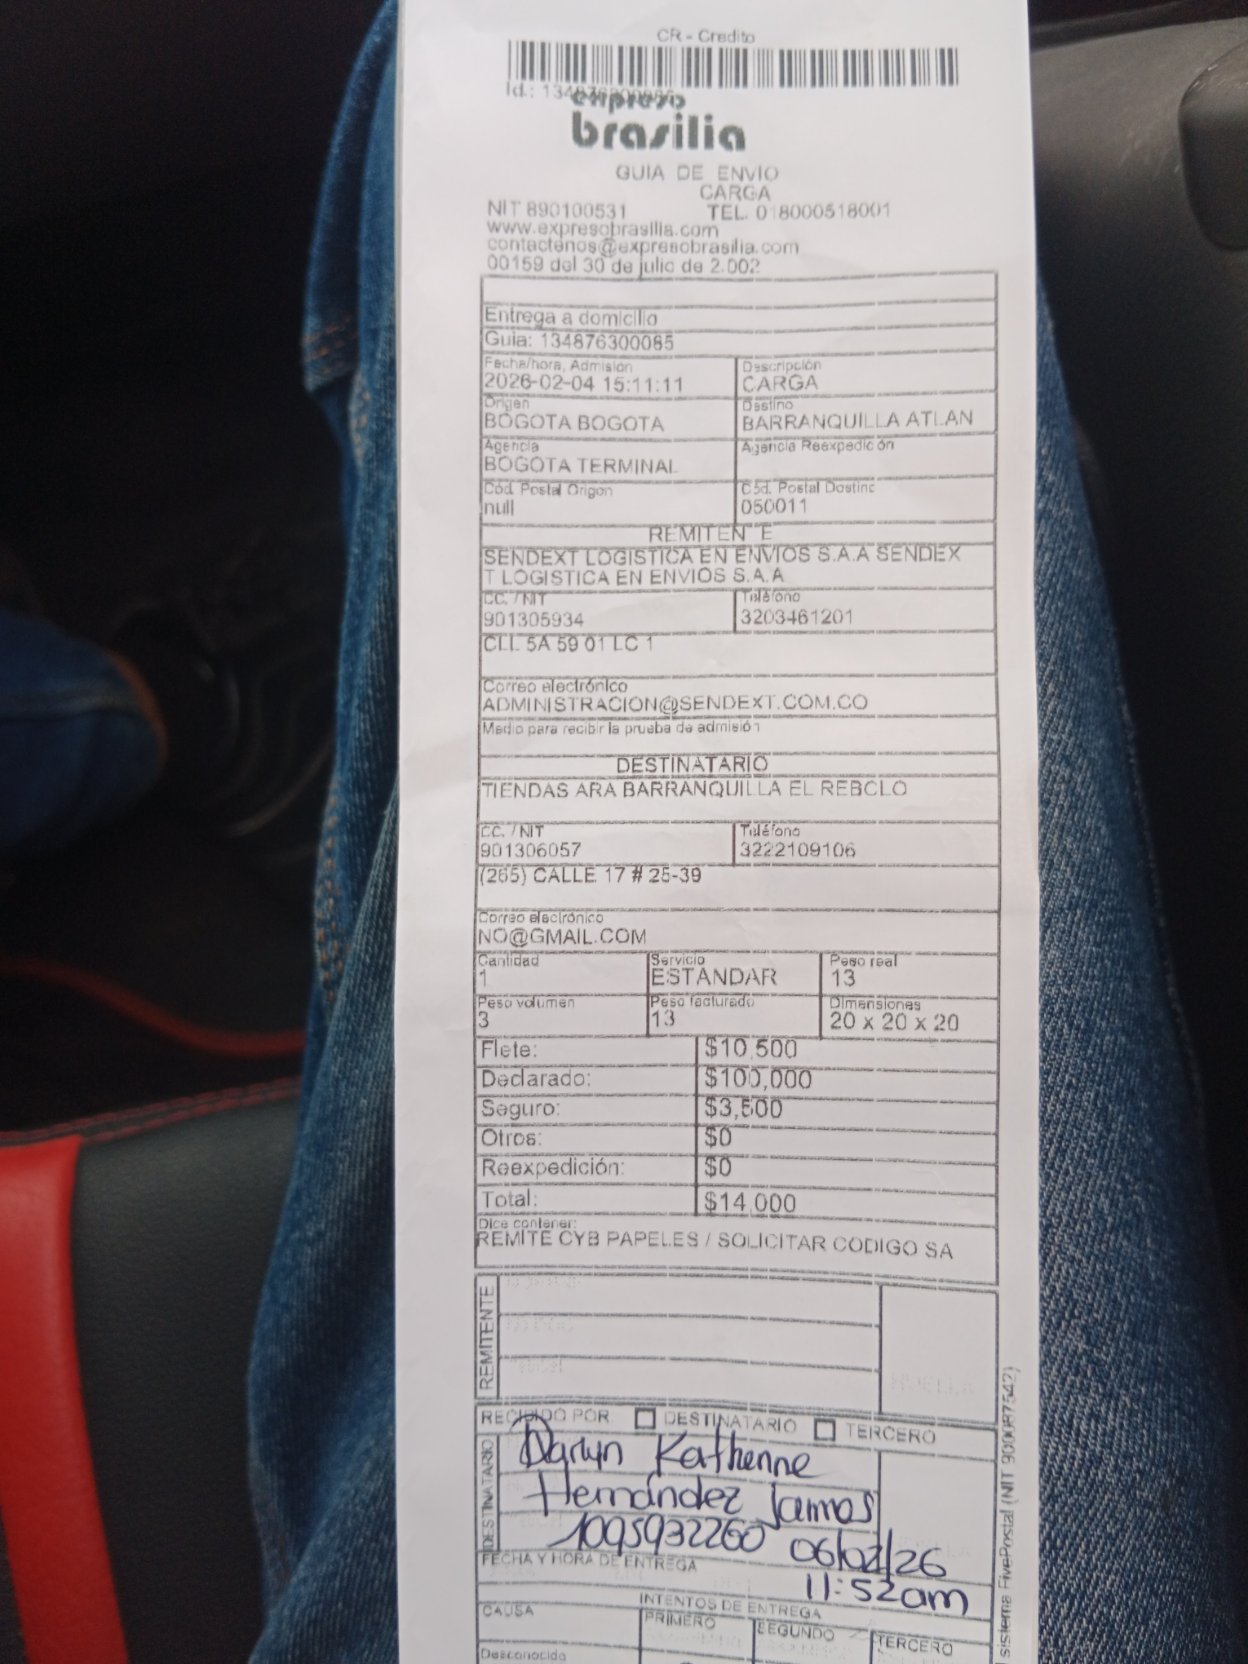 CR - Credito
Id.: 134876300085
expreso
brasilia
GUIA DE ENVIO
CARGA
NIT 890100531 TEL. 018000518001
www.expresobrasilia.com
contactenos@expresobrasilia.com
00159 del 30 de julio de 2.002
Entrega a domicilio
Guia: 134876300085
Fecha/hora, Admisión Descripción
2026-02-04 15:11:11 CARGA
Origen Destino
BOGOTA BOGOTA BARRANQUILLA ATLAN
Agencia Agencia Reexpedición
BOGOTA TERMINAL
Cód. Postal Origen Cód. Postal Destino
null 050011
REMITENTE
SENDEXT LOGISTICA EN ENVIOS S.A.A SENDEX
T LOGISTICA EN ENVIOS S.A.A
CC. / NIT Teléfono
901305934 3203461201
CLL 5A 59 01 LC 1
Correo electrónico
ADMINISTRACION@SENDEXT.COM.CO
Medio para recibir la prueba de admisión
DESTINATARIO
TIENDAS ARA BARRANQUILLA EL REBOLO
CC. / NIT Teléfono
901306057 3222109106
(265) CALLE 17 # 25-39
Correo electrónico
NO@GMAIL.COM
Cantidad Servicio Peso real
1 ESTANDAR 13
Peso volumen Peso facturado Dimensiones
3 13 20 x 20 x 20
Flete: $10,500
Declarado: $100,000
Seguro: $3,500
Otros: $0
Reexpedición: $0
Total: $14,000
Dice contener:
REMITE CYB PAPELES / SOLICITAR CODIGO SA
REMITENTE
RECIBIDO POR DESTINATARIO TERCERO
DESTINATARIO
Darlyn Katherine
Hernández Jaimes
1095932260 06/02/26
FECHA Y HORA DE ENTREGA
11:52am
INTENTOS DE ENTREGA
CAUSA PRIMERO SEGUNDO TERCERO
Desconocido
sistema FivePostal (NIT 900087542)